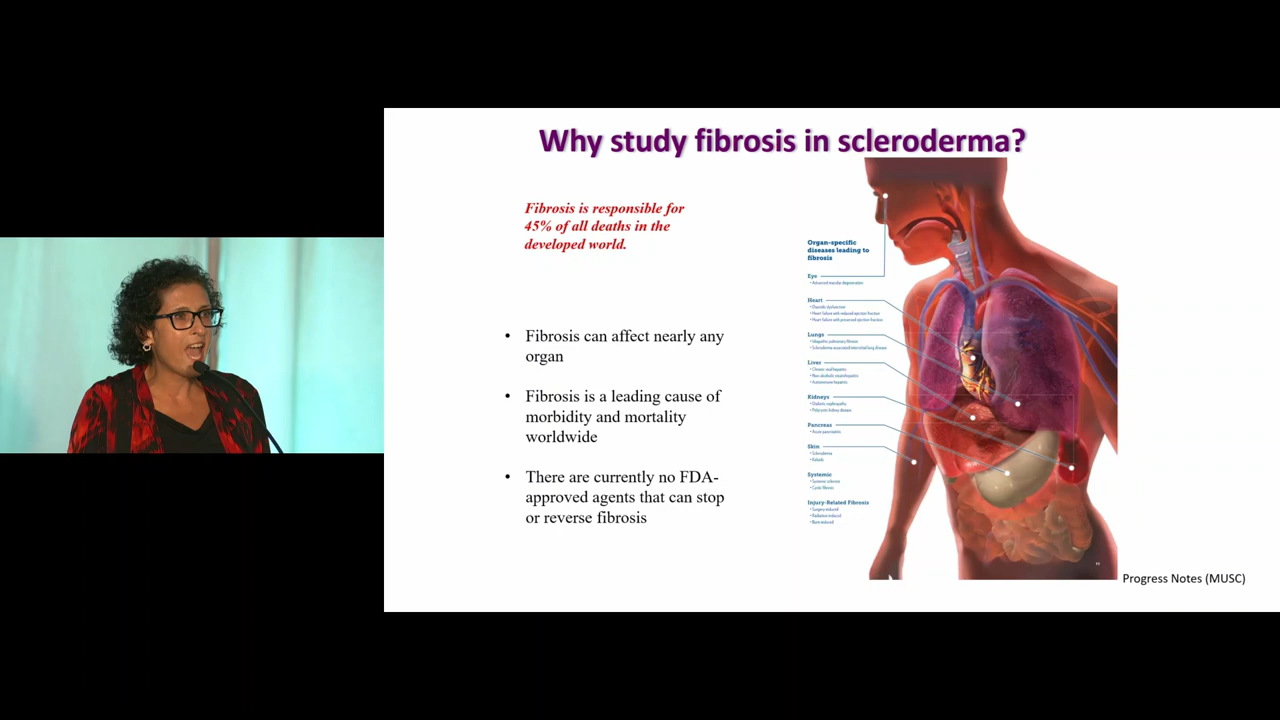 Why study fibrosis in scleroderma?
Fibrosis is responsible for
45% of all deaths in the
developed world.
• Fibrosis can affect nearly any
organ
• Fibrosis is a leading cause of
morbidity and mortality
worldwide
• There are currently no FDA-
approved agents that can stop
or reverse fibrosis
Organ-specific
diseases leading to
fibrosis
Eye
• Advanced macular degeneration
Heart
• Diastolic dysfunction
• Heart failure with reduced ejection fraction
• Heart failure with preserved ejection fraction
Lungs
• Idiopathic pulmonary fibrosis
• Scleroderma-associated interstitial lung disease
Liver
• Chronic viral hepatitis
• Non-alcoholic steatohepatitis
• Autoimmune hepatitis
Kidneys
• Diabetic nephropathy
• Polycystic kidney disease
Pancreas
Skin
• Scleroderma
• Keloids
Systemic
• Systemic sclerosis
• Cystic fibrosis
Injury-Related Fibrosis
• Surgery-induced
• Radiation-induced
• Burn-induced
Progress Notes (MUSC)